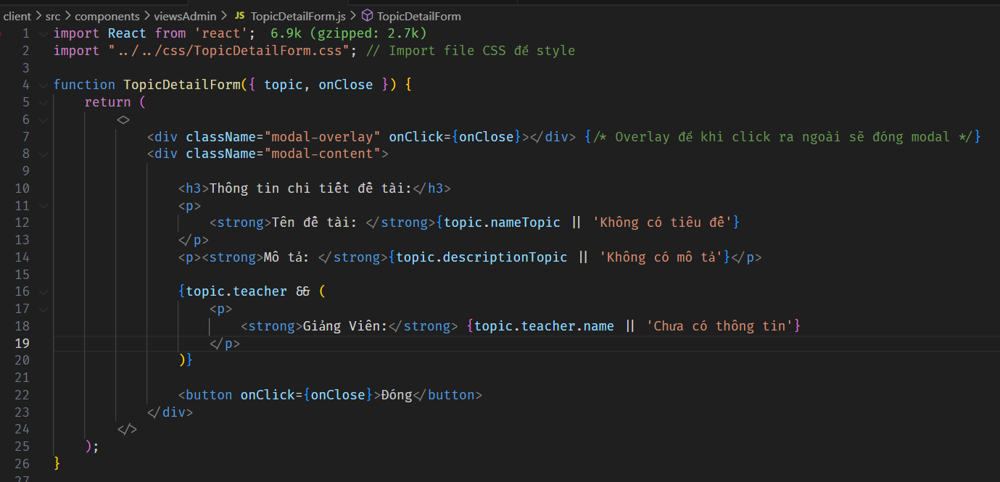 client > src > components > viewsAdmin > JS TopicDetailForm.js > TopicDetailForm
1 import React from 'react'; 6.9k (gzipped: 2.7k)
2 import "../../css/TopicDetailForm.css"; // Import file CSS để style
3
4 function TopicDetailForm({ topic, onClose }) {
5 return (
6 <>
7 <div className="modal-overlay" onClick={onClose}></div> {/* Overlay để khi click ra ngoài sẽ đóng modal */}
8 <div className="modal-content">
9
10 <h3>Thông tin chi tiết đề tài:</h3>
11 <p>
12 <strong>Tên đề tài: </strong>{topic.nameTopic || 'Không có tiêu đề'}
13 </p>
14 <p><strong>Mô tả: </strong>{topic.descriptionTopic || 'Không có mô tả'}</p>
15
16 {topic.teacher && (
17 <p>
18 <strong>Giảng Viên:</strong> {topic.teacher.name || 'Chưa có thông tin'}
19 </p>
20 )}
21
22 <button onClick={onClose}>Đóng</button>
23 </div>
24 </>
25 );
26 }
27